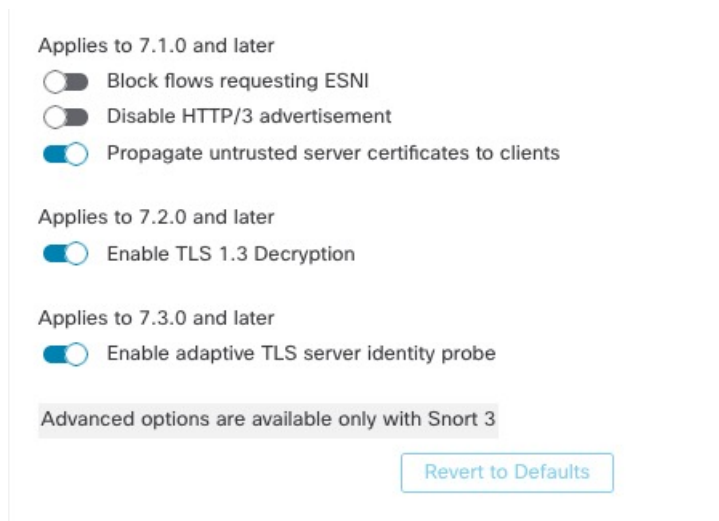 Applies to 7.1.0 and later
Block flows requesting ESNI
Disable HTTP/3 advertisement
Propagate untrusted server certificates to clients
Applies to 7.2.0 and later
Enable TLS 1.3 Decryption
Applies to 7.3.0 and later
Enable adaptive TLS server identity probe
Advanced options are available only with Snort 3
Revert to Defaults